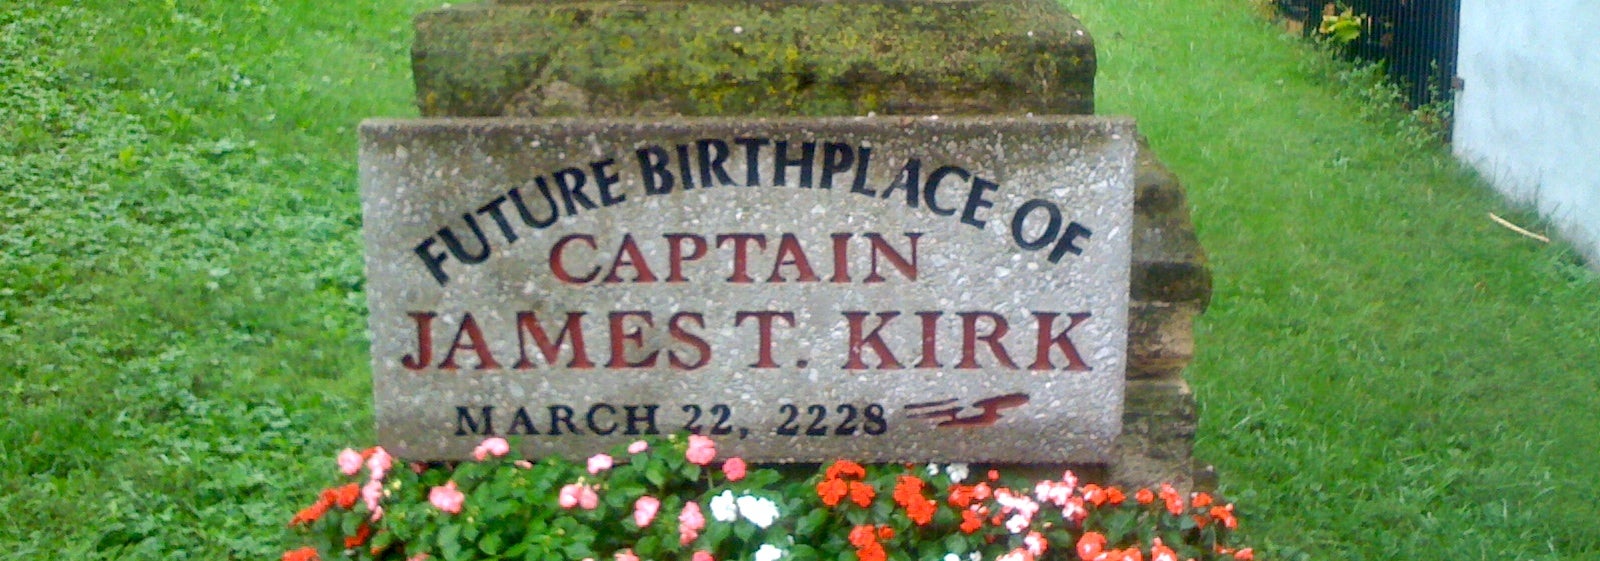 FUTURE BIRTHPLACE OF
CAPTAIN
JAMES T. KIRK
MARCH 22, 2228